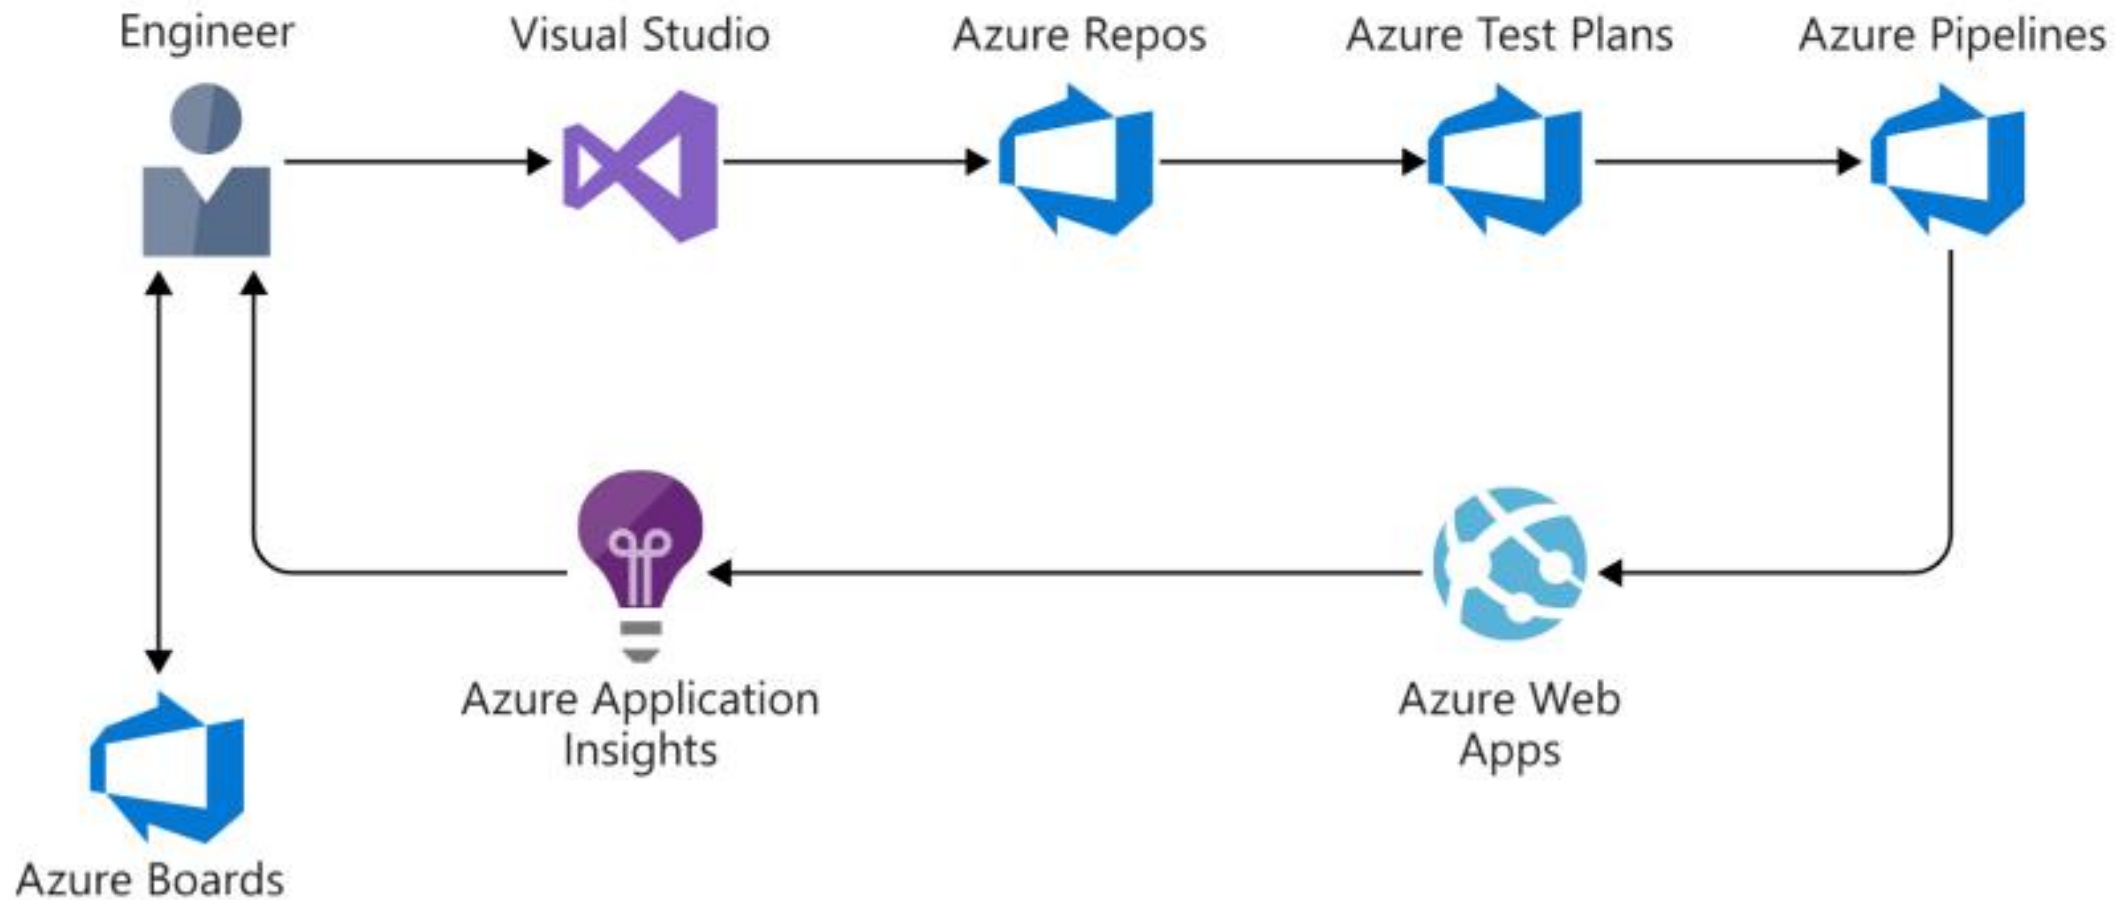 Engineer
Visual Studio
Azure Repos
Azure Test Plans
Azure Pipelines
Azure Application
Insights
Azure Web
Apps
Azure Boards